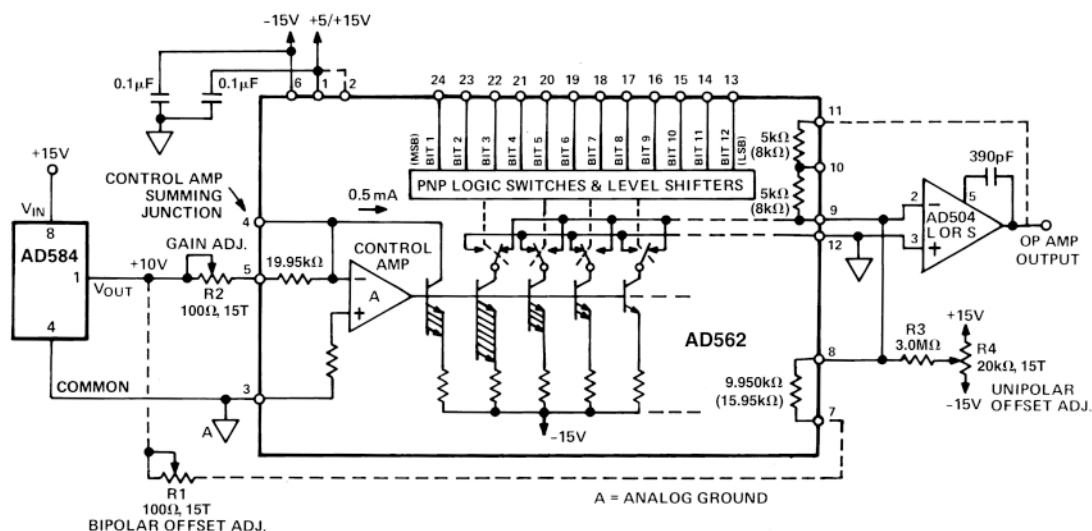 -15V
+5/+15V
0.1μF
0.1μF
6
1
2
24
23
22
21
20
19
18
17
16
15
14
13
(MSB)
BIT 1
BIT 2
BIT 3
BIT 4
BIT 5
BIT 6
BIT 7
BIT 8
BIT 9
BIT 10
BIT 11
BIT 12
(LSB)
PNP LOGIC SWITCHES & LEVEL SHIFTERS
11
5kΩ
(8kΩ)
10
5kΩ
(8kΩ)
9
12
390pF
2
5
AD504
L OR S
3
OP AMP
OUTPUT
+15V
VIN
8
AD584
1
4
+10V
VOUT
CONTROL AMP
SUMMING
JUNCTION
4
0.5 mA
GAIN ADJ.
R2
100Ω, 15T
5
19.95kΩ
CONTROL
AMP
−
A
+
AD562
COMMON
3
A
-15V
8
9.950kΩ
(15.95kΩ)
7
R3
3.0MΩ
+15V
R4
20kΩ, 15T
-15V
UNIPOLAR
OFFSET ADJ.
R1
100Ω, 15T
BIPOLAR OFFSET ADJ.
A = ANALOG GROUND